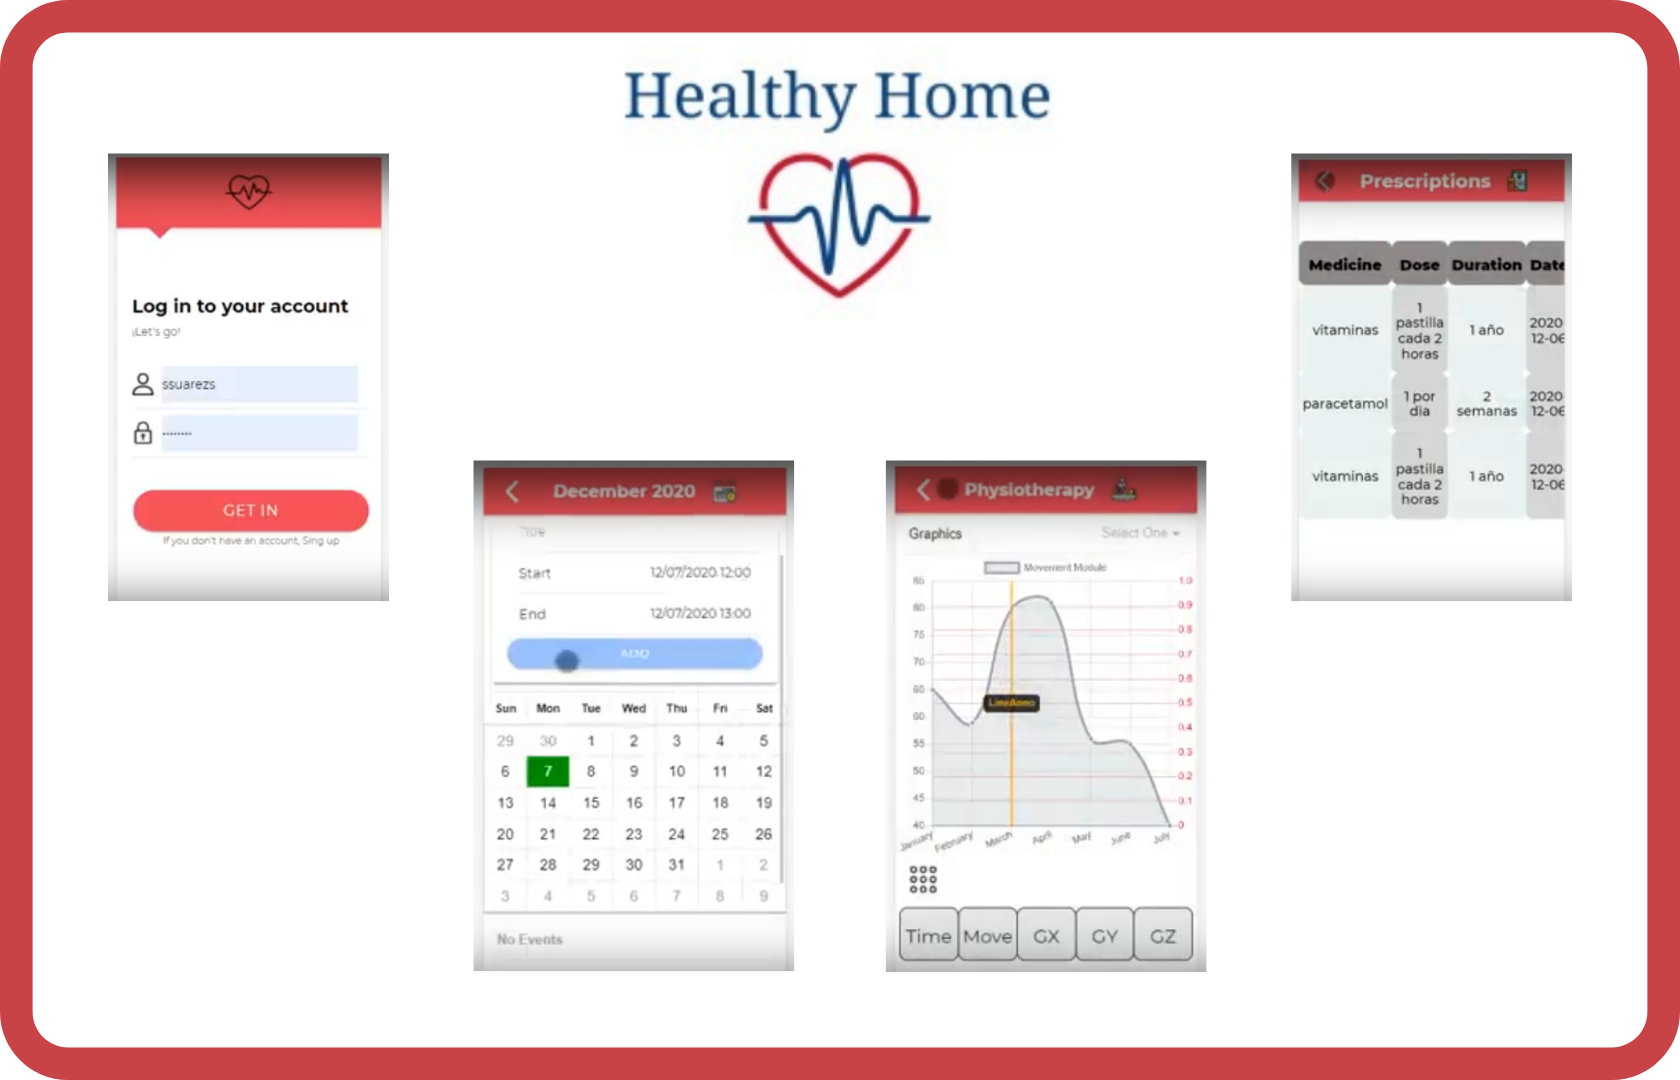 Healthy Home
Log in to your account
¡Let's go!
ssuarezs
········
GET IN
If you don't have an account, Sing up
December 2020
Title
Start 12/07/2020 12:00
End 12/07/2020 13:00
ADD
Sun Mon Tue Wed Thu Fri Sat
29 30 1 2 3 4 5
6 7 8 9 10 11 12
13 14 15 16 17 18 19
20 21 22 23 24 25 26
27 28 29 30 31 1 2
3 4 5 6 7 8 9
No Events
Physiotherapy
Graphics Select One
Movement Module
85 1.0
80 0.9
75 0.8
70 0.7
65 0.6
60 0.5
55 0.4
50 0.3
45 0.2
40 0.1
0
LineAnno
January February March April May June July
Time Move GX GY GZ
Prescriptions
Medicine Dose Duration Date
vitaminas
1
pastilla
cada 2
horas
1 año
2020-
12-06
paracetamol
1 por
dia
2
semanas
2020-
12-06
vitaminas
1
pastilla
cada 2
horas
1 año
2020-
12-06